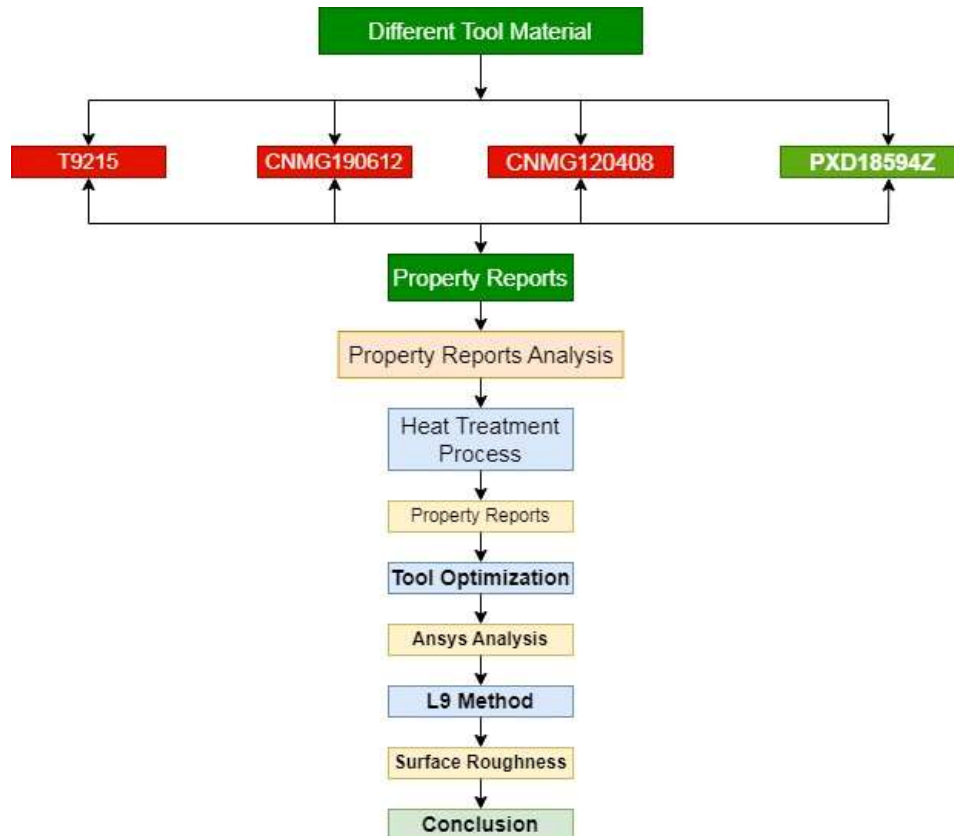 Different Tool Material
T9215
CNMG190612
CNMG120408
PXD18594Z
Property Reports
Property Reports Analysis
Heat Treatment
Process
Property Reports
Tool Optimization
Ansys Analysis
L9 Method
Surface Roughness
Conclusion